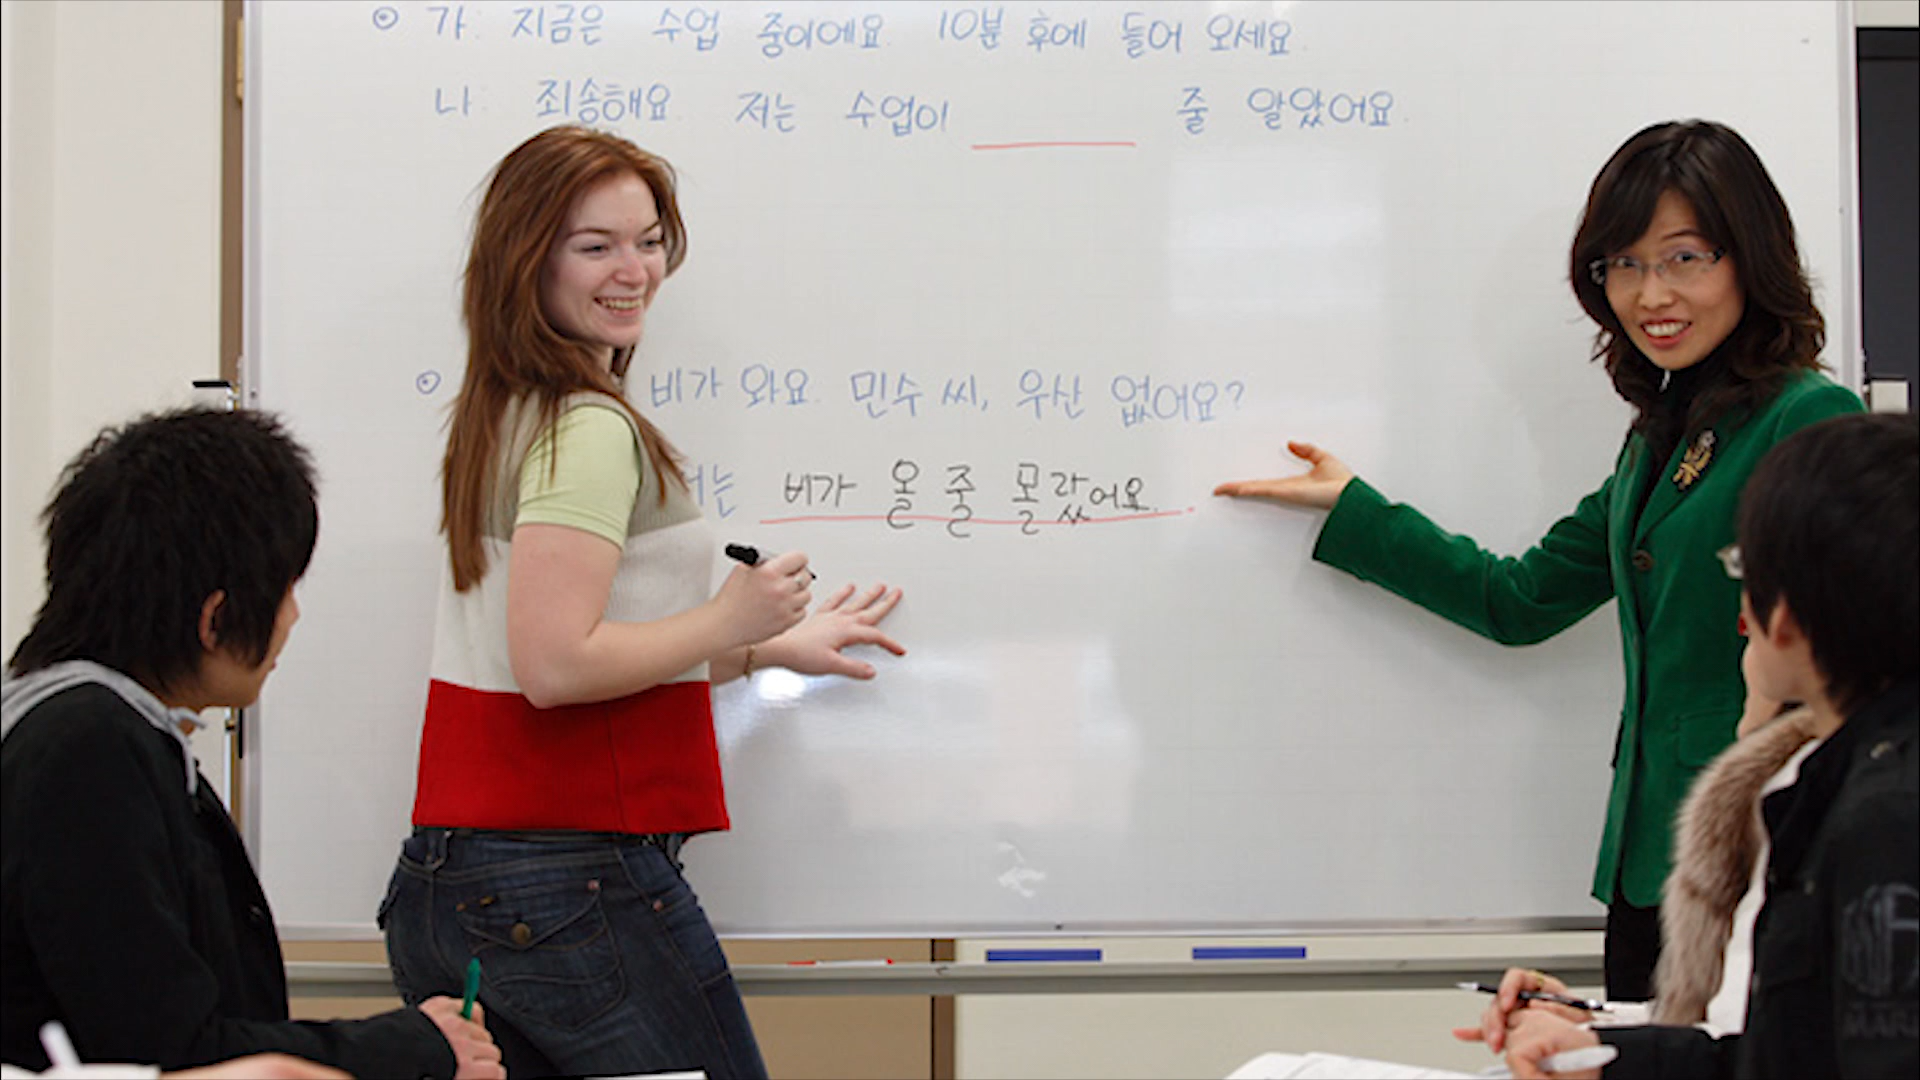 ⊙ 가: 지금은 수업 중이에요. 10분 후에 들어 오세요.
나: 죄송해요. 저는 수업이 ______ 줄 알았어요.
⊙ 비가 와요. 민수 씨, 우산 없어요?
는 비가 올 줄 몰랐어요.